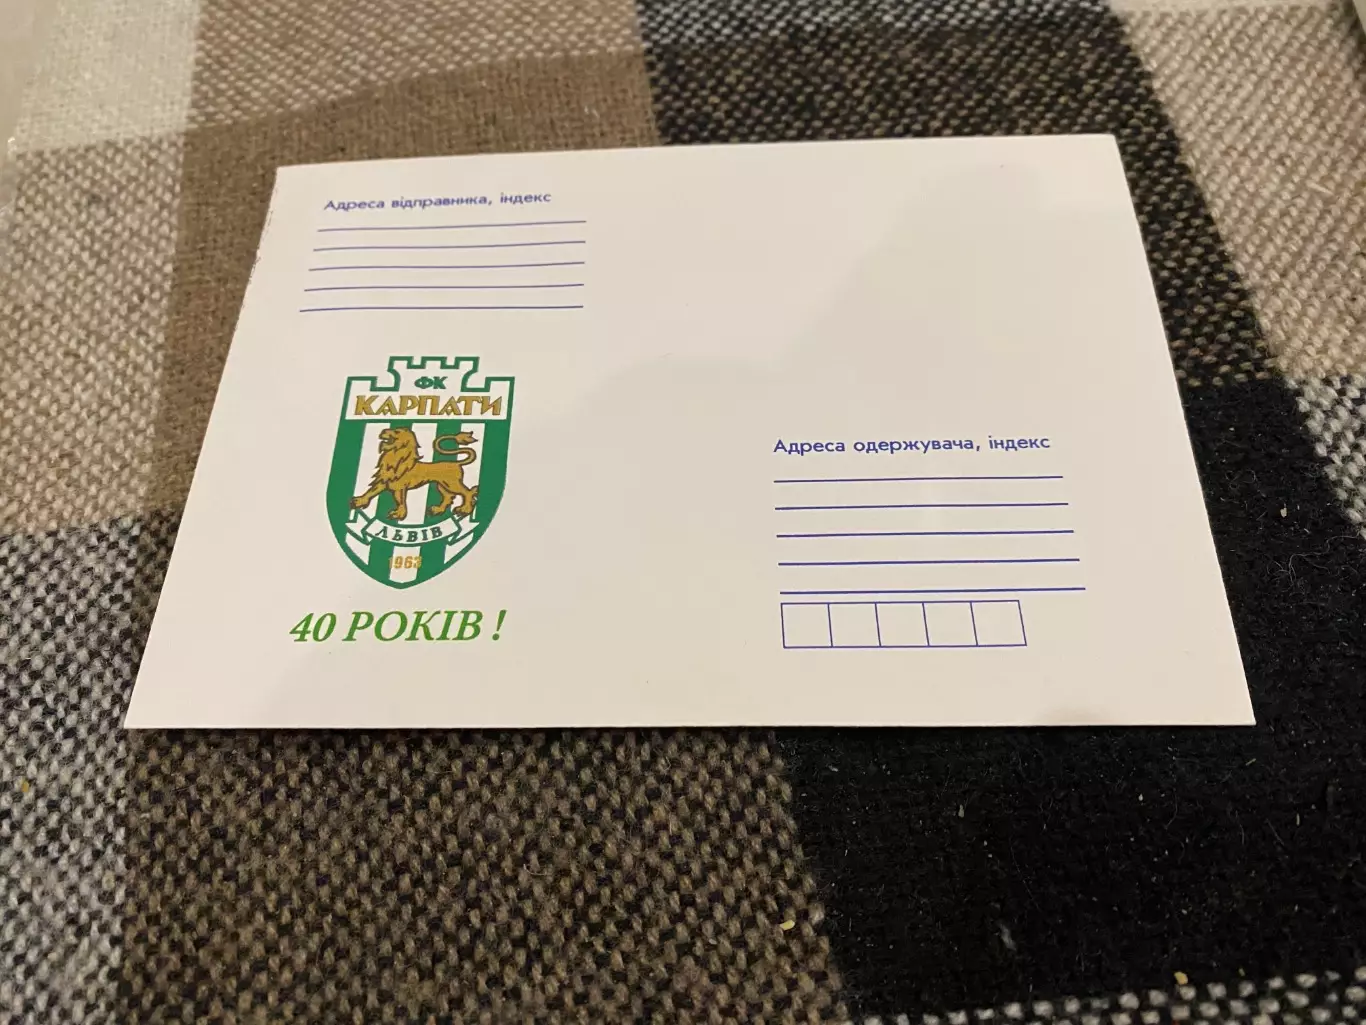 Адреса відправника, індекс
ФК
КАРПАТИ
ЛЬВІВ
1963
40 РОКІВ !
Адреса одержувача, індекс